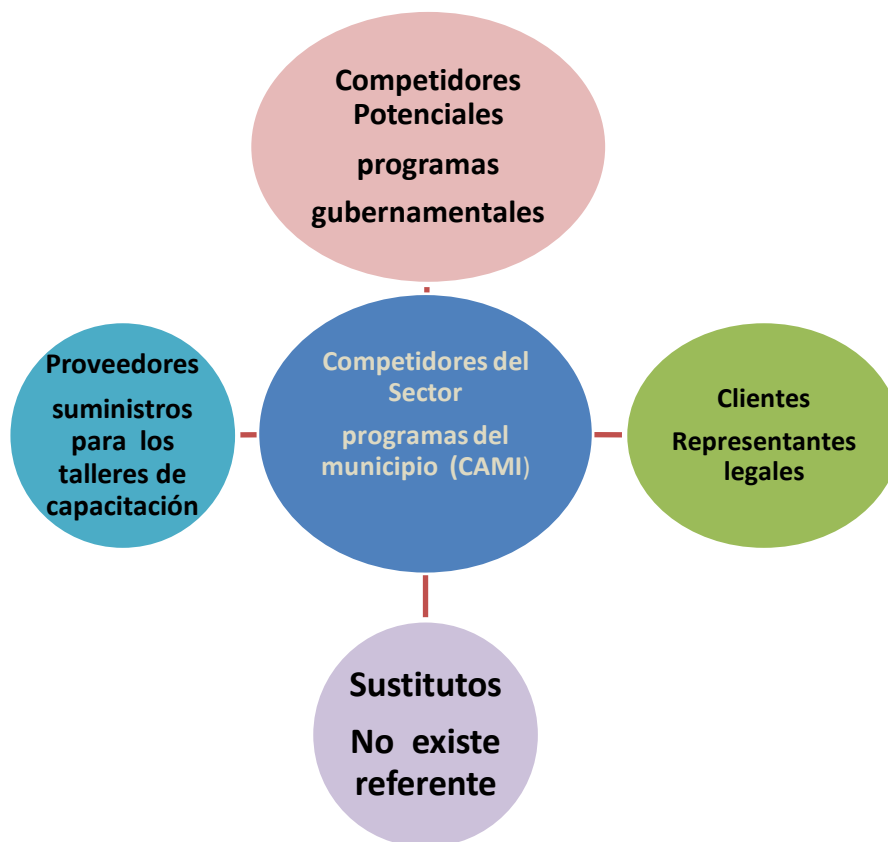 Competidores
Potenciales
programas
gubernamentales
Proveedores
suministros
para los
talleres de
capacitación
Competidores del
Sector
programas del
municipio (CAMI)
Clientes
Representantes
legales
Sustitutos
No existe
referente